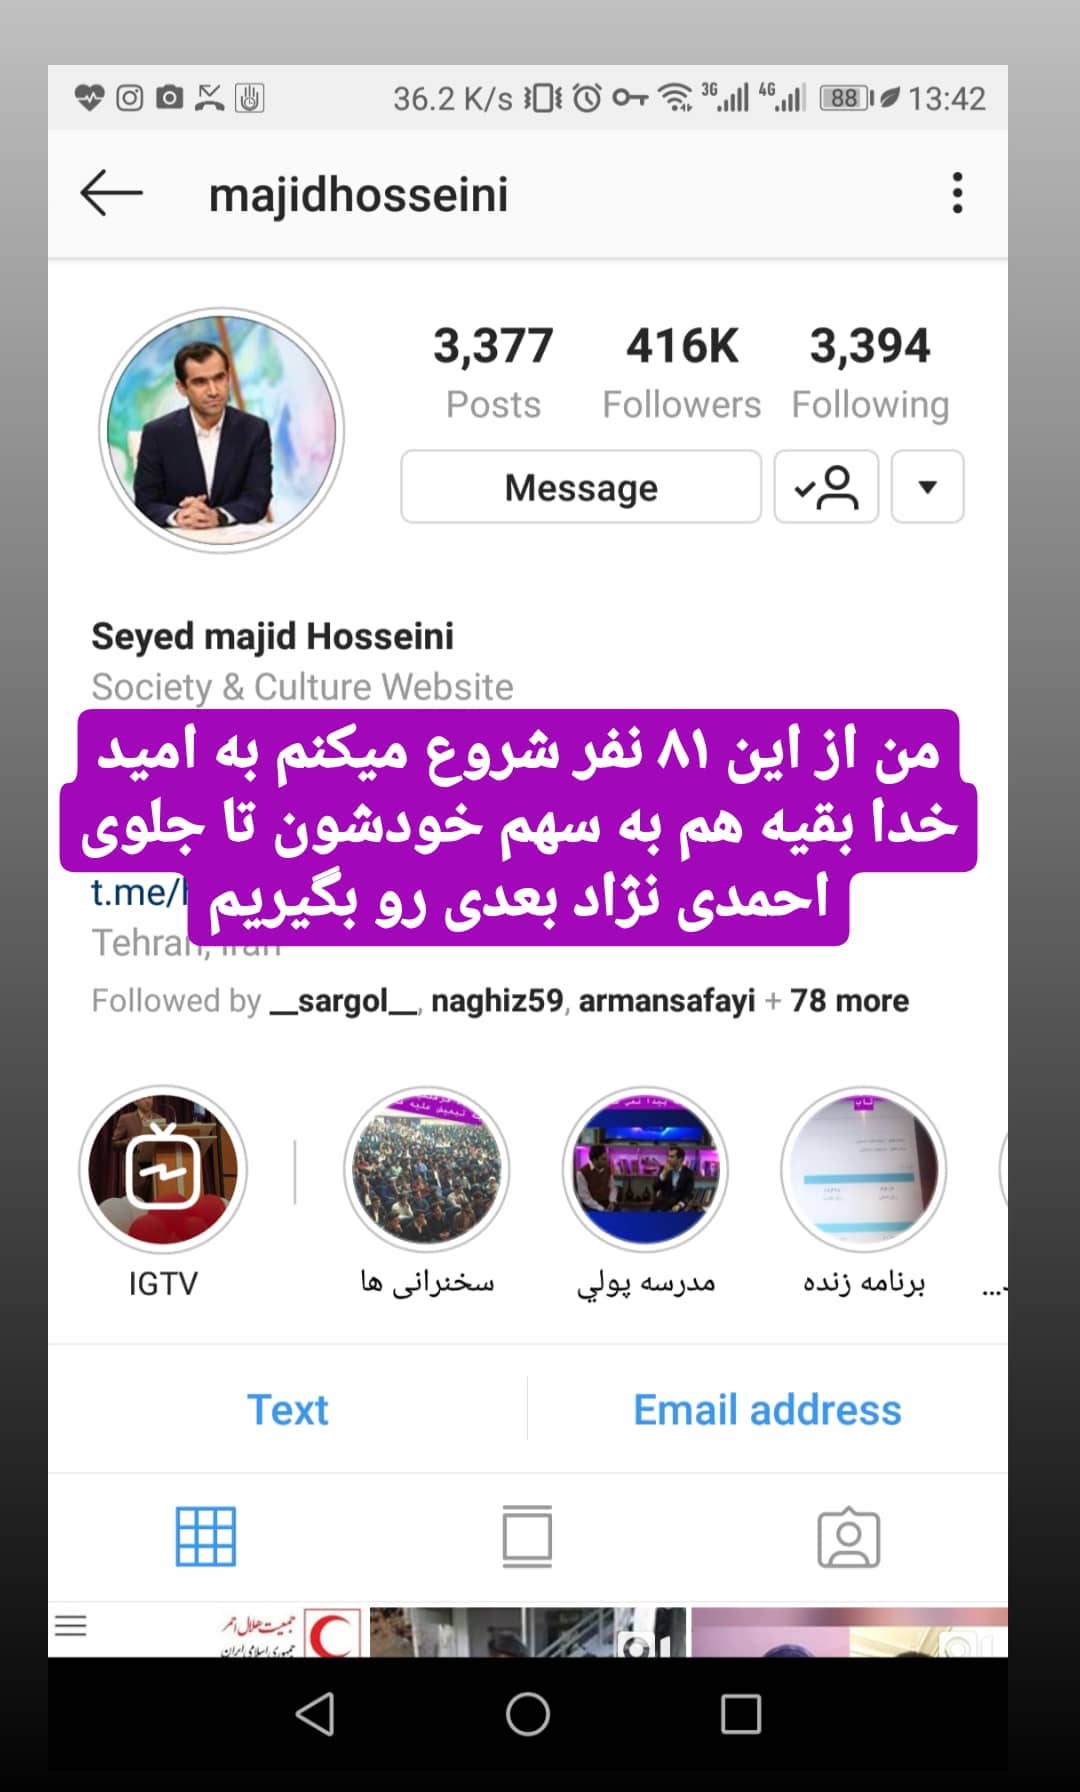 36.2 K/s 3G 4G 88 13:42
majidhosseini
3,377 416K 3,394
Posts Followers Following
Message
Seyed majid Hosseini
Society & Culture Website
من از این ۸۱ نفر شروع میکنم به امید
خدا بقیه هم به سهم خودشون تا جلوی
احمدی نژاد بعدی رو بگیریم
t.me/
Tehran, Iran
Followed by __sargol__, naghiz59, armansafayi + 78 more
IGTV سخنرانی ها مدرسه پولي برنامه زنده
Text Email address
جمعیت هلال احمر
جمهوری اسلامی ایران